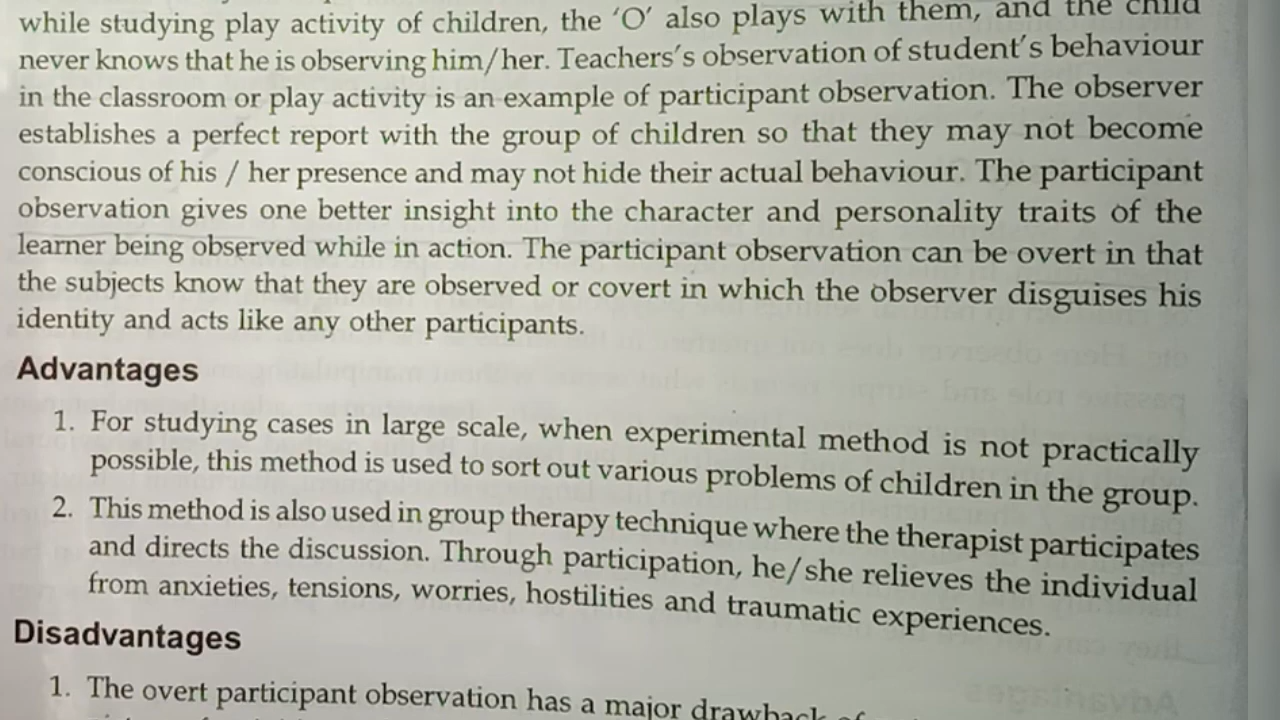 while studying play activity of children, the ‘O’ also plays with them, and the child
never knows that he is observing him/her. Teachers’s observation of student’s behaviour
in the classroom or play activity is an example of participant observation. The observer
establishes a perfect report with the group of children so that they may not become
conscious of his / her presence and may not hide their actual behaviour. The participant
observation gives one better insight into the character and personality traits of the
learner being observed while in action. The participant observation can be overt in that
the subjects know that they are observed or covert in which the observer disguises his
identity and acts like any other participants.
Advantages
1. For studying cases in large scale, when experimental method is not practically
possible, this method is used to sort out various problems of children in the group.
2. This method is also used in group therapy technique where the therapist participates
and directs the discussion. Through participation, he/she relieves the individual
from anxieties, tensions, worries, hostilities and traumatic experiences.
Disadvantages
1. The overt participant observation has a major drawback of